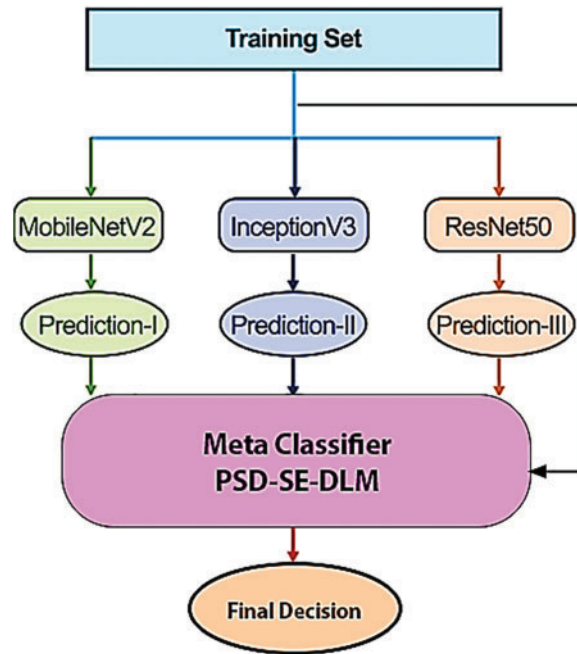 Training Set
MobileNetV2
InceptionV3
ResNet50
Prediction-I
Prediction-II
Prediction-III
Meta Classifier
PSD-SE-DLM
Final Decision